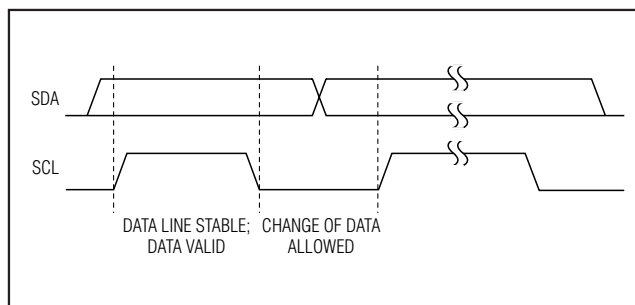 SDA
SCL
DATA LINE STABLE;
DATA VALID
CHANGE OF DATA
ALLOWED